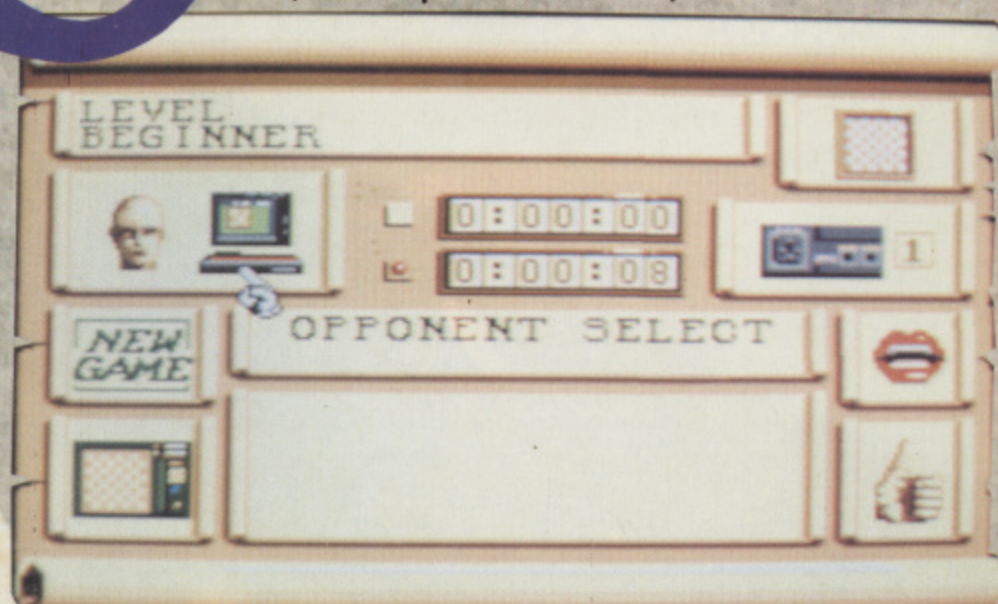 LEVEL
BEGINNER
0:00:00
1
0:00:08
OPPONENT SELECT
NEW
GAME